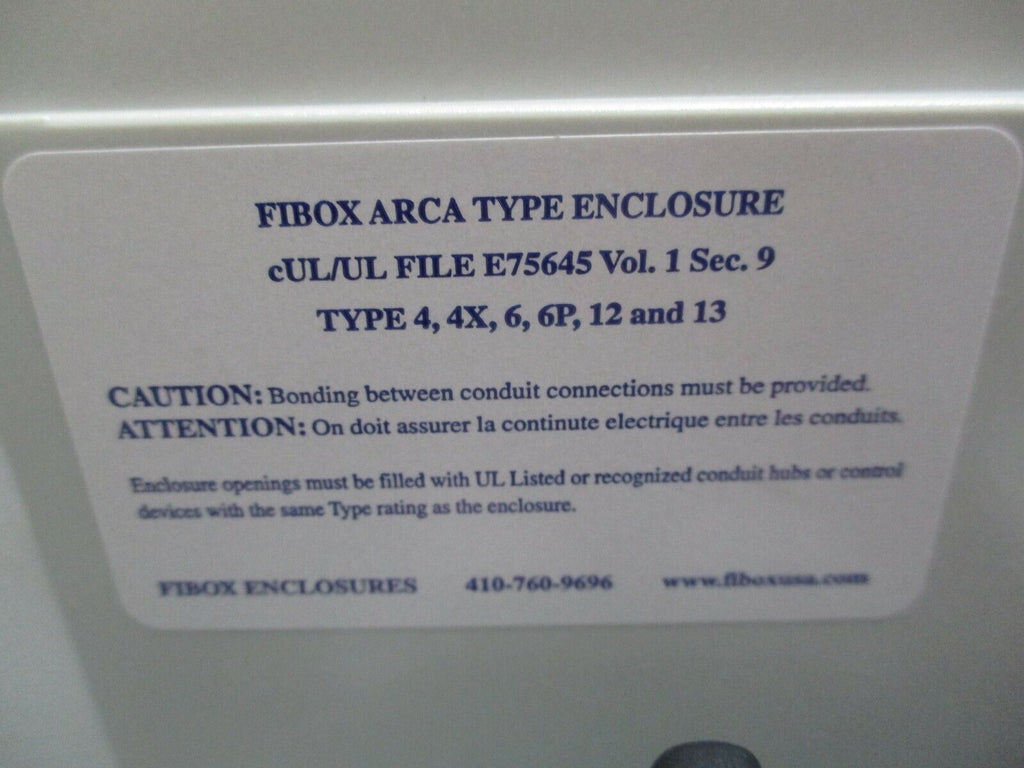 FIBOX ARCA TYPE ENCLOSURE
cUL/UL FILE E75645 Vol. 1 Sec. 9
TYPE 4, 4X, 6, 6P, 12 and 13
CAUTION: Bonding between conduit connections must be provided.
ATTENTION: On doit assurer la continute electrique entre les conduits.
Enclosure openings must be filled with UL Listed or recognized conduit hubs or control
devices with the same Type rating as the enclosure.
FIBOX ENCLOSURES 410-760-9696 www.fiboxusa.com